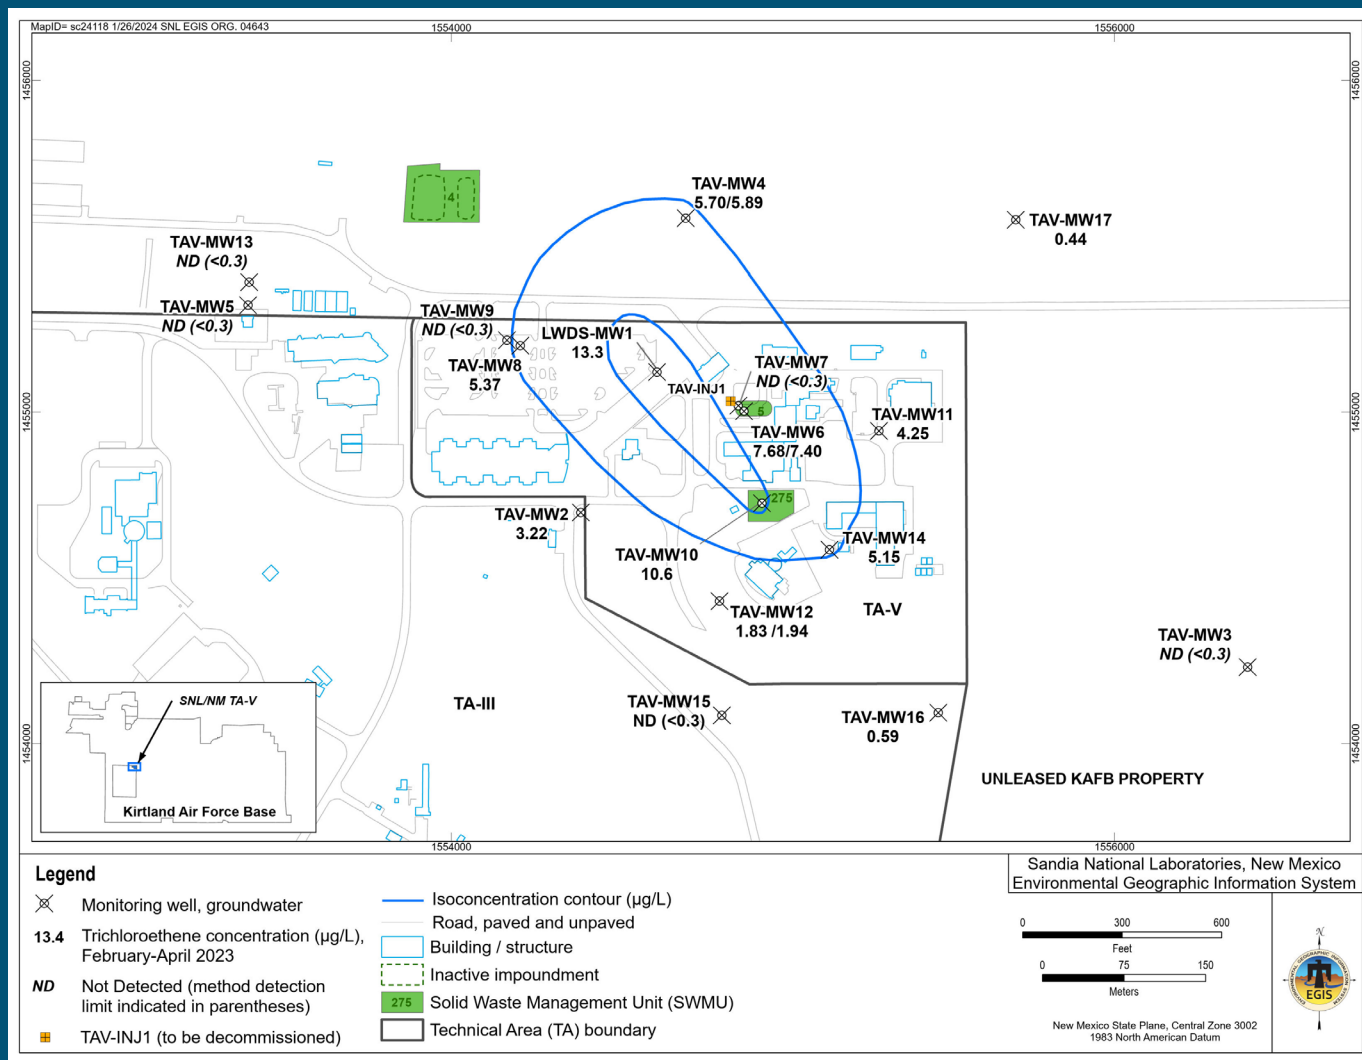 MapID= sc24118 1/26/2024 SNL EGIS ORG. 04643
1554000
1556000
1456000
1456000
TAV-MW4
5.70/5.89
4
TAV-MW17
0.44
TAV-MW13
ND (<0.3)
TAV-MW5
ND (<0.3)
TAV-MW9
ND (<0.3)
LWDS-MW1
13.3
TAV-MW8
5.37
TAV-MW7
ND (<0.3)
TAV-INJ1
5
TAV-MW11
4.25
1455000
1455000
TAV-MW6
7.68/7.40
275
TAV-MW2
3.22
TAV-MW10
10.6
TAV-MW14
5.15
TAV-MW12
1.83 /1.94
TA-V
TAV-MW3
ND (<0.3)
SNL/NM TA-V
TA-III
TAV-MW15
ND (<0.3)
TAV-MW16
0.59
1454000
1454000
UNLEASED KAFB PROPERTY
Kirtland Air Force Base
1554000
1556000
Legend
Monitoring well, groundwater
13.4 Trichloroethene concentration (µg/L),
February-April 2023
ND Not Detected (method detection
limit indicated in parentheses)
TAV-INJ1 (to be decommissioned)
Isoconcentration contour (µg/L)
Road, paved and unpaved
Building / structure
Inactive impoundment
275 Solid Waste Management Unit (SWMU)
Technical Area (TA) boundary
Sandia National Laboratories, New Mexico
Environmental Geographic Information System
0 300 600
Feet
0 75 150
Meters
New Mexico State Plane, Central Zone 3002
1983 North American Datum
N
ENVIRONMENTAL GEOGRAPHIC INFORMATION SYSTEM
EGIS